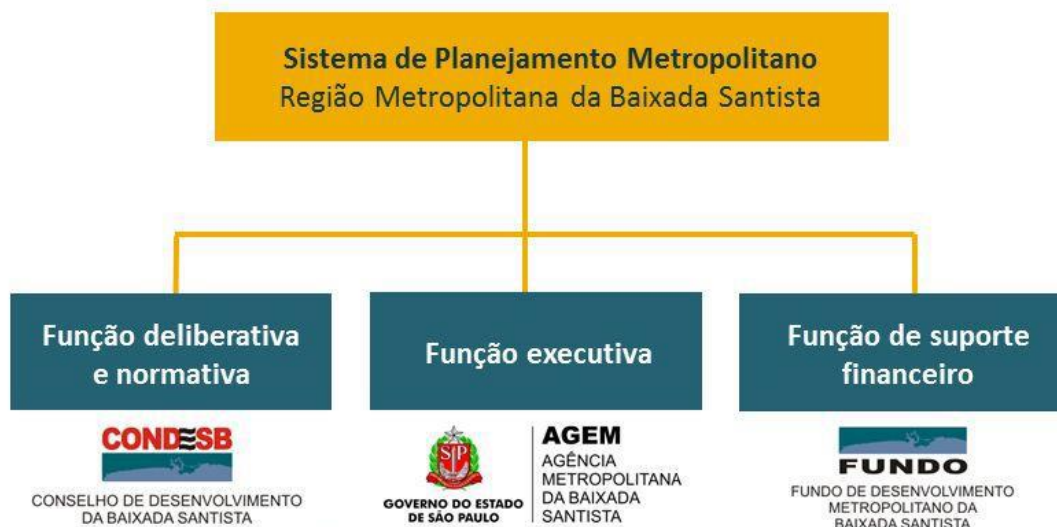 Sistema de Planejamento Metropolitano
Região Metropolitana da Baixada Santista
Função deliberativa
e normativa
Função executiva
Função de suporte
financeiro
CONDESB
CONSELHO DE DESENVOLVIMENTO
DA BAIXADA SANTISTA
SP
GOVERNO DO ESTADO
DE SÃO PAULO
AGEM
AGÊNCIA
METROPOLITANA
DA BAIXADA
SANTISTA
FUNDO
FUNDO DE DESENVOLVIMENTO
METROPOLITANO DA
BAIXADA SANTISTA